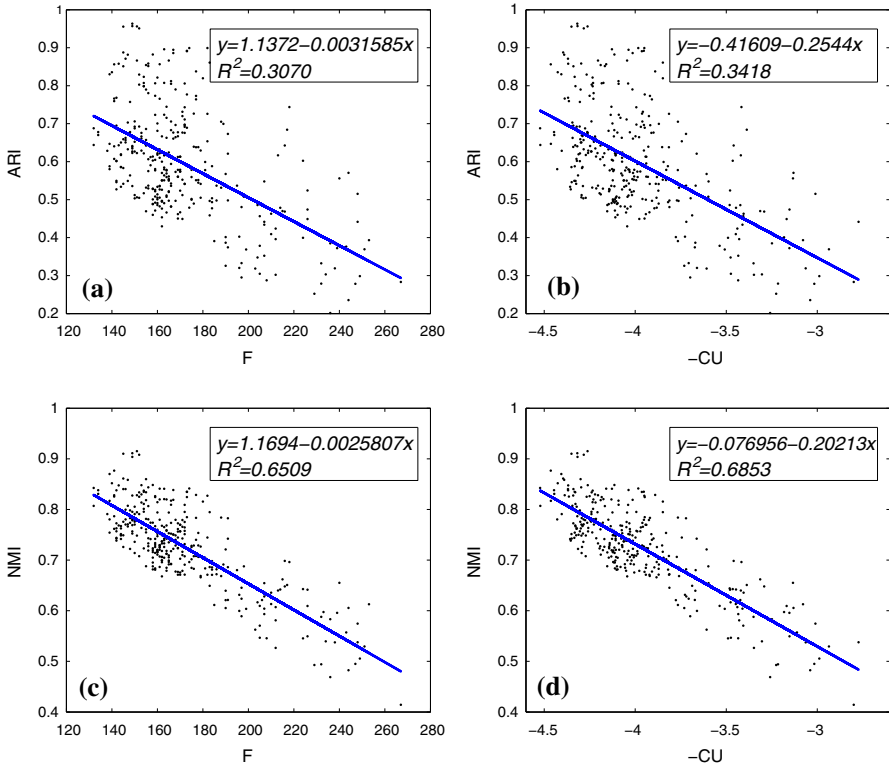 1
0.9
0.8
0.7
0.6
0.5
0.4
0.3
0.2
ARI
y=1.1372−0.0031585x
R²=0.3070
(a)
120 140 160 180 200 220 240 260 280
F
1
0.9
0.8
0.7
0.6
0.5
0.4
0.3
0.2
ARI
y=−0.41609−0.2544x
R²=0.3418
(b)
−4.5 −4 −3.5 −3
−CU
1
0.9
0.8
0.7
0.6
0.5
0.4
NMI
y=1.1694−0.0025807x
R²=0.6509
(c)
120 140 160 180 200 220 240 260 280
F
1
0.9
0.8
0.7
0.6
0.5
0.4
NMI
y=−0.076956−0.20213x
R²=0.6853
(d)
−4.5 −4 −3.5 −3
−CU